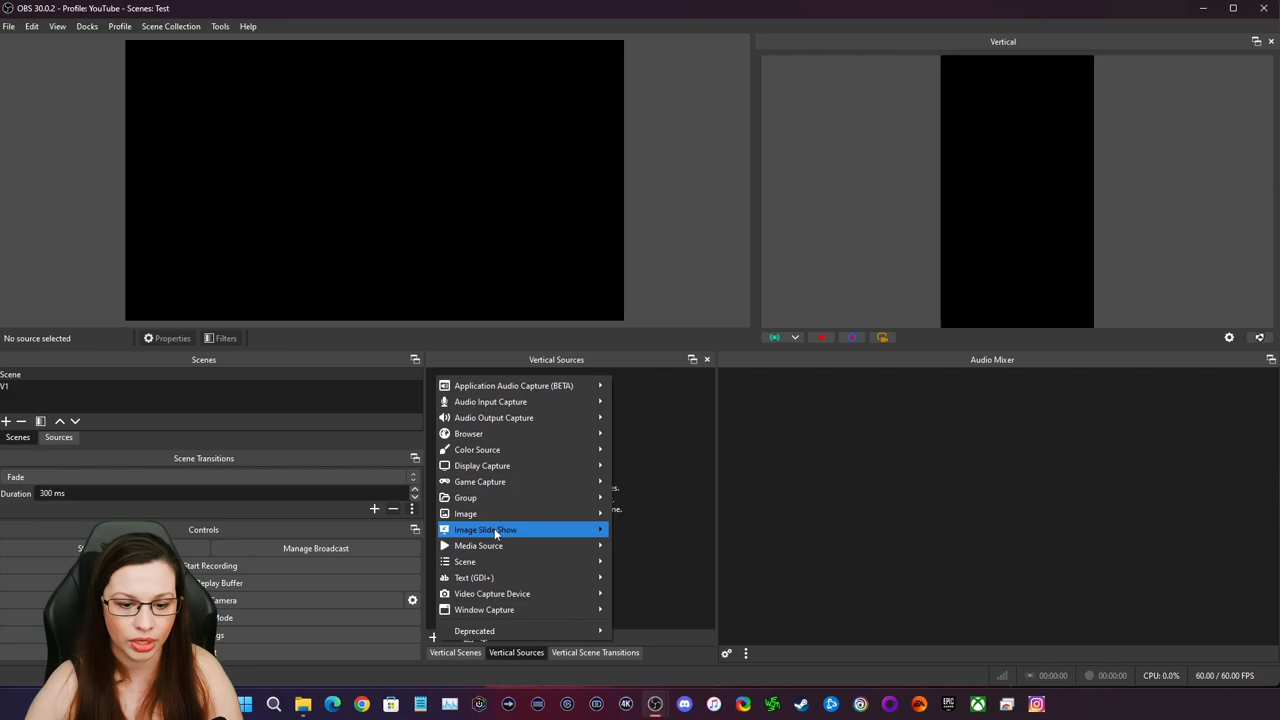 OBS 30.0.2 - Profile: YouTube - Scenes: Test
File Edit View Docks Profile Scene Collection Tools Help
Vertical
No source selected
Properties
Filters
Scenes
Scene
V1
Scenes
Sources
Scene Transitions
Fade
Duration 300 ms
Controls
Manage Broadcast
Start Recording
Replay Buffer
Camera
Mode
Vertical Sources
Application Audio Capture (BETA)
Audio Input Capture
Audio Output Capture
Browser
Color Source
Display Capture
Game Capture
Group
Image
Image Slide Show
Media Source
Scene
Text (GDI+)
Video Capture Device
Window Capture
Deprecated
Vertical Scenes
Vertical Sources
Vertical Scene Transitions
Audio Mixer
00:00:00
00:00:00
CPU: 0.0%
60.00 / 60.00 FPS
4K